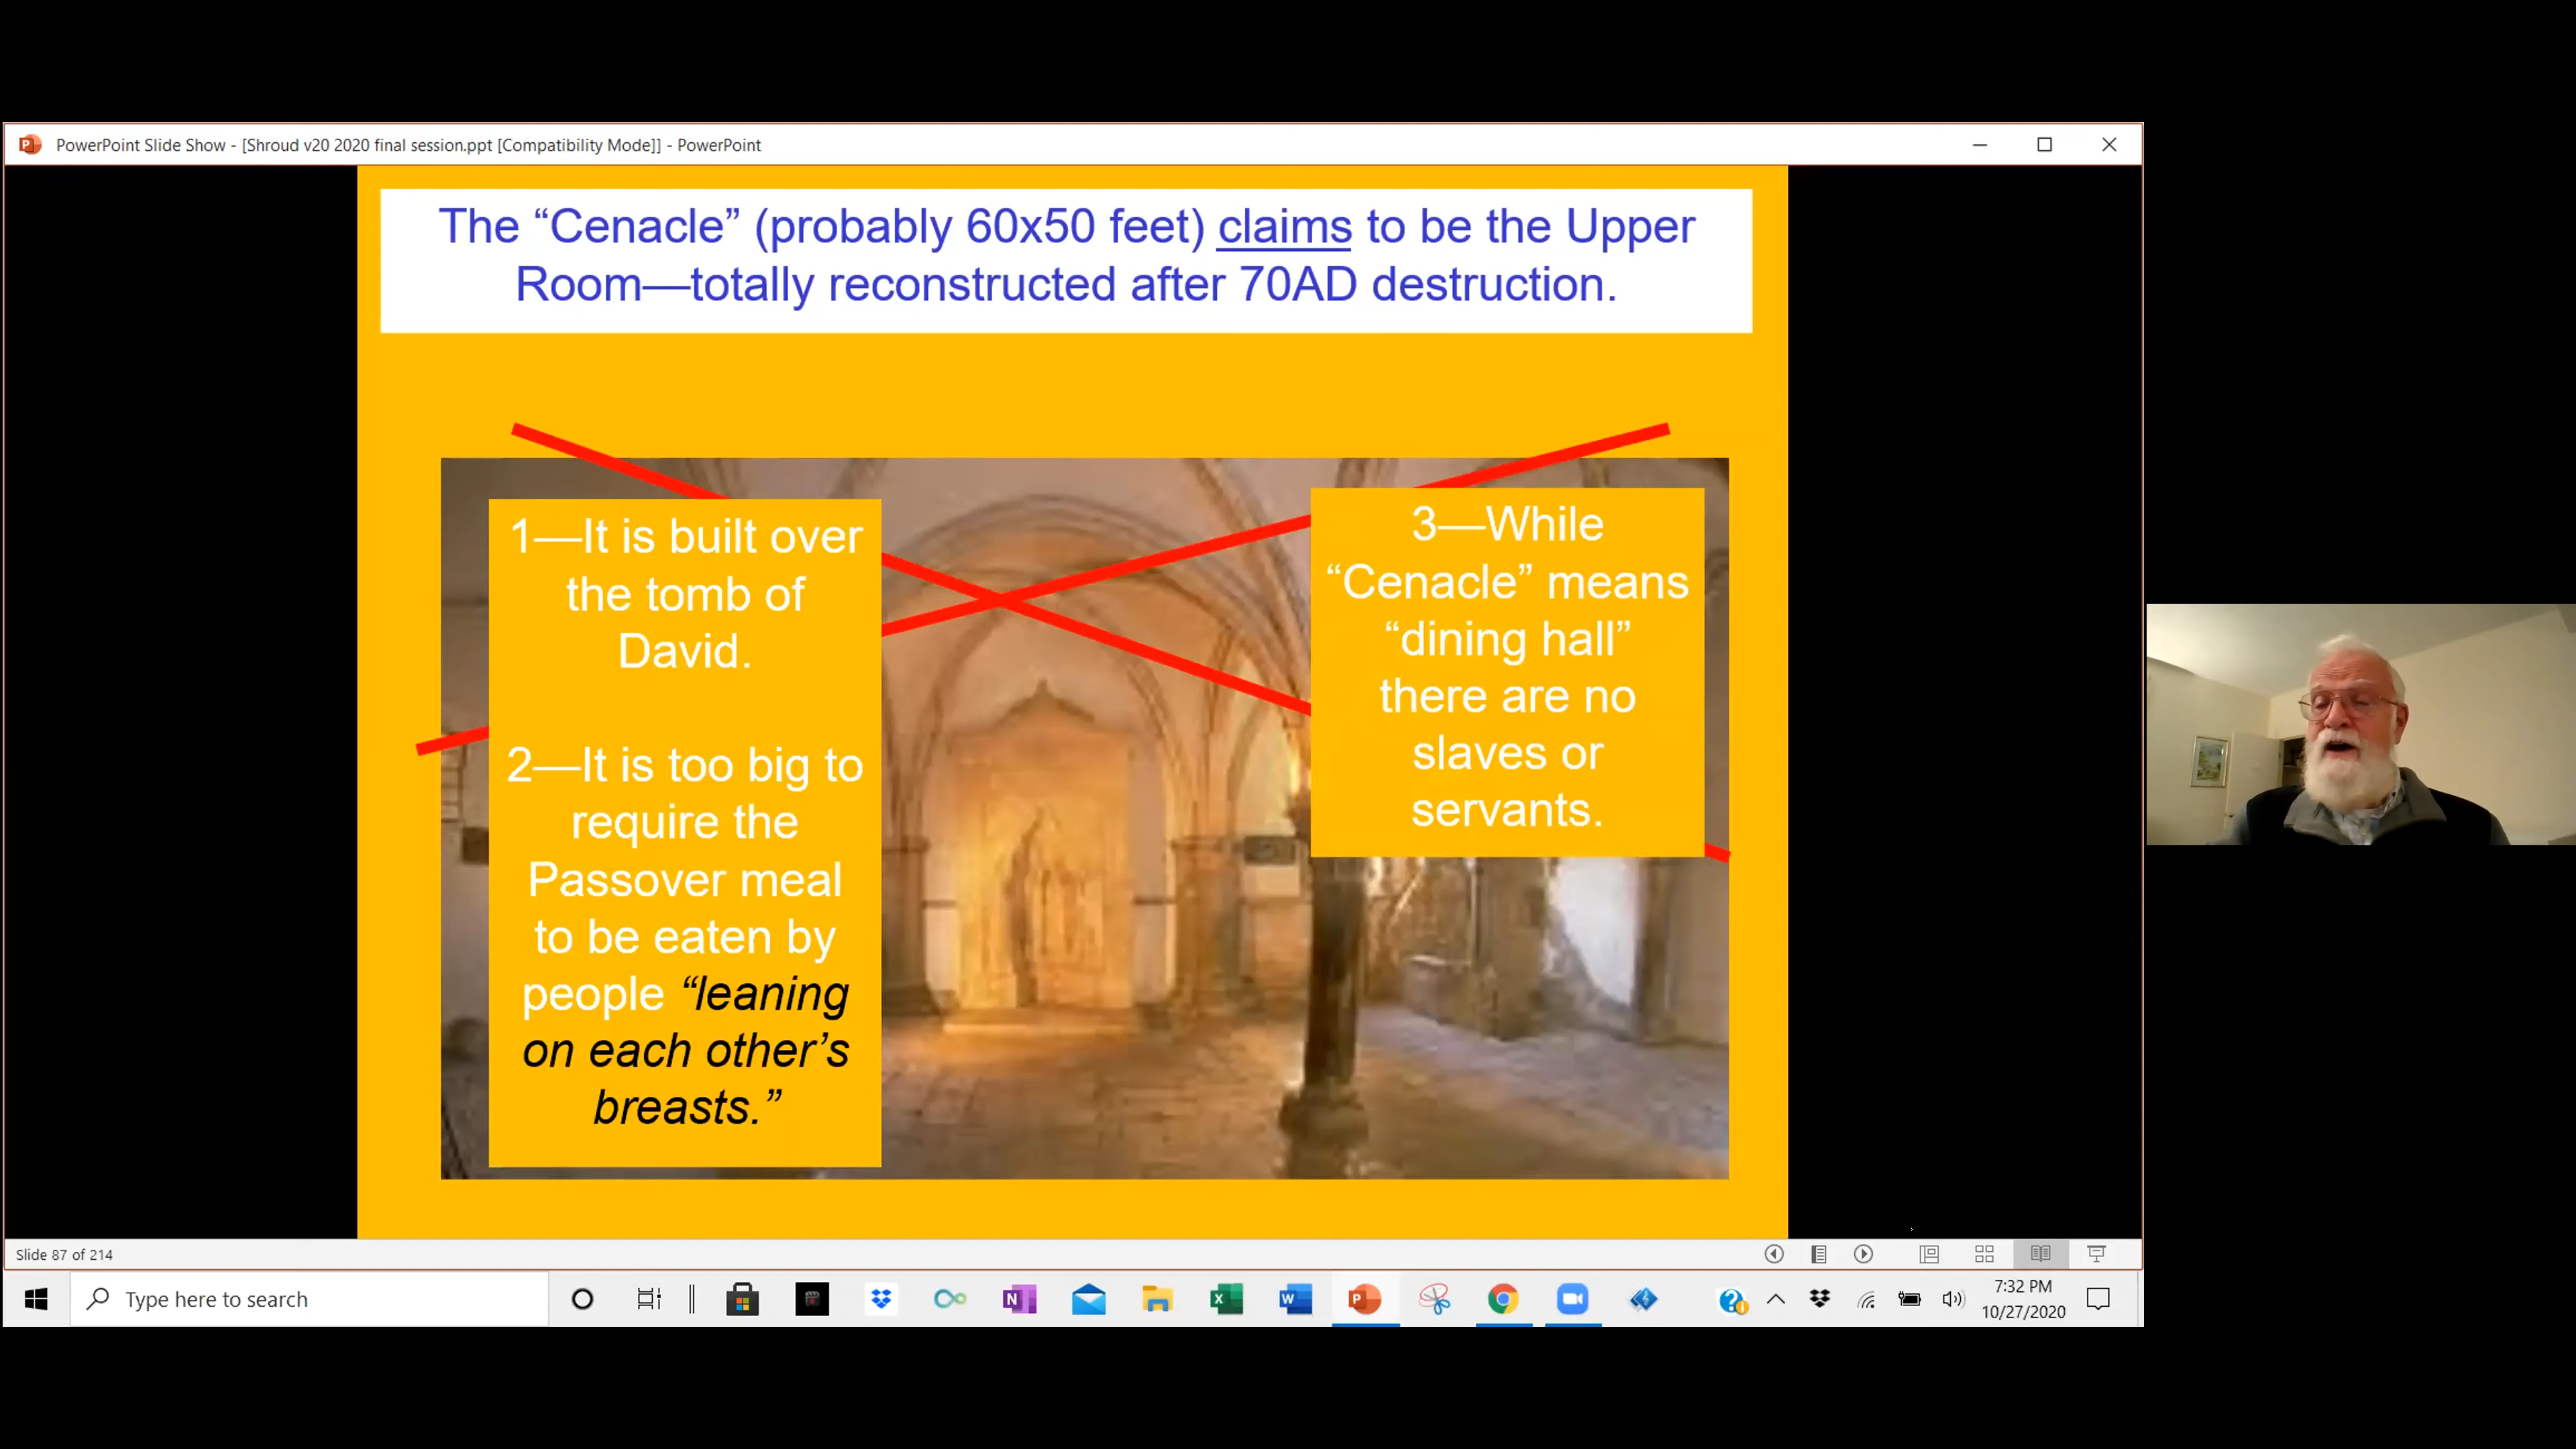 PowerPoint Slide Show - [Shroud v20 2020 final session.ppt [Compatibility Mode]] - PowerPoint
The “Cenacle” (probably 60x50 feet) claims to be the Upper
Room—totally reconstructed after 70AD destruction.
1—It is built over
the tomb of
David.
2—It is too big to
require the
Passover meal
to be eaten by
people “leaning
on each other’s
breasts.”
3—While
“Cenacle” means
“dining hall”
there are no
slaves or
servants.
Slide 87 of 214
Type here to search
7:32 PM
10/27/2020